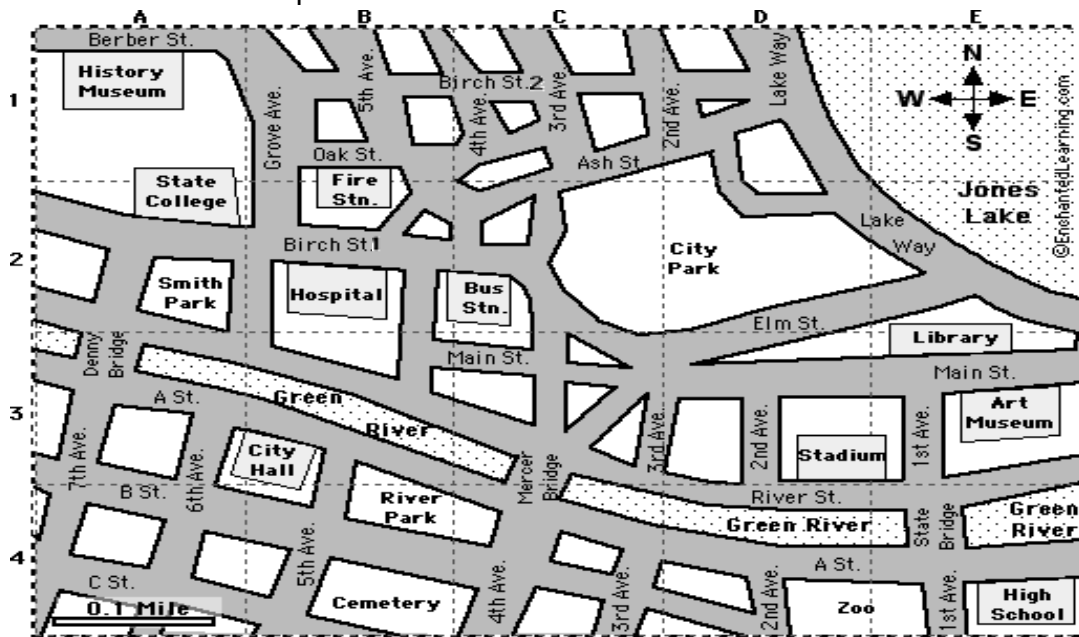 A B C D E
Berber St.
History
Museum
5th Ave.
Birch St.2
Lake Way
N
W E
S
1
Grove Ave.
4th Ave.
3rd Ave.
2nd Ave.
Oak St.
Ash St.
State
College
Fire
Stn.
Jones
Lake
©EnchantedLearning.com
Birch St.1
City
Park
Lake
Way
2
Smith
Park
Hospital
Bus
Stn.
Elm St.
Library
Denny
Bridge
Main St.
Main St.
3
A St.
Green
River
Art
Museum
7th Ave.
City
Hall
3rd Ave.
2nd Ave.
Stadium
1st Ave.
B St.
6th Ave.
River
Park
Mercer
Bridge
River St.
Green River
State
Bridge
Green
River
4
C St.
5th Ave.
A St.
0.1 Mile
Cemetery
4th Ave.
3rd Ave.
2nd Ave.
Zoo
1st Ave.
High
School